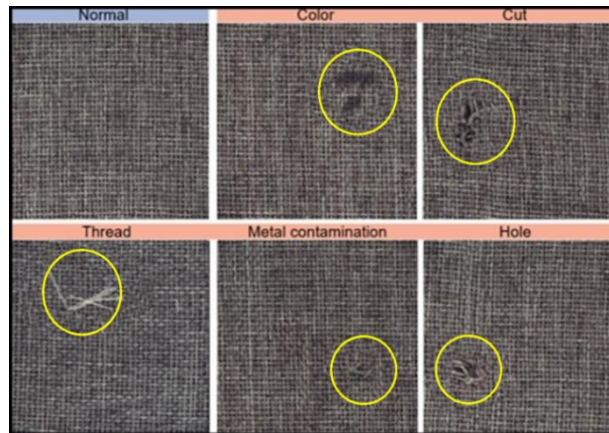 Normal
Color
Cut
Thread
Metal contamination
Hole